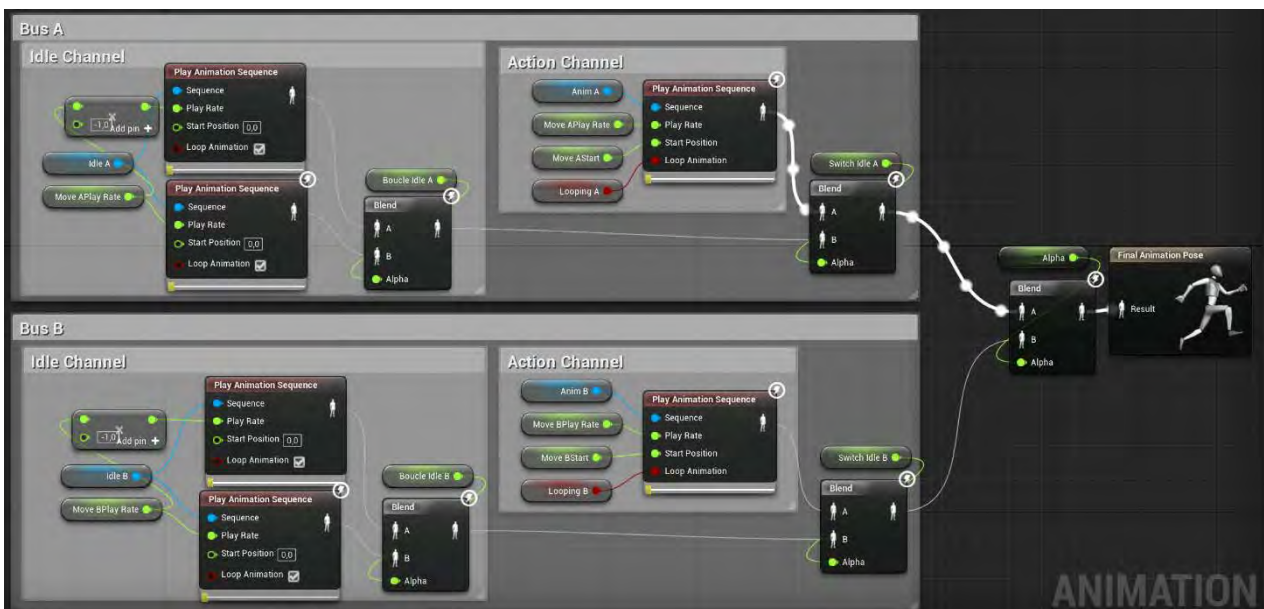 Bus A
Idle Channel
Play Animation Sequence
Sequence
Play Rate
Start Position 0,0
Loop Animation
-1,0
Add pin +
Idle A
Move APlay Rate
Play Animation Sequence
Sequence
Play Rate
Start Position 0,0
Loop Animation
Boucle Idle A
Blend
A
B
Alpha
Action Channel
Anim A
Move APlay Rate
Move AStart
Looping A
Play Animation Sequence
Sequence
Play Rate
Start Position
Loop Animation
Switch Idle A
Blend
A
B
Alpha
Alpha
Blend
A
B
Alpha
Final Animation Pose
Result
Bus B
Idle Channel
Play Animation Sequence
Sequence
Play Rate
Start Position 0,0
Loop Animation
-1,0
Add pin +
Idle B
Move BPlay Rate
Play Animation Sequence
Sequence
Play Rate
Start Position 0,0
Loop Animation
Boucle Idle B
Blend
A
B
Alpha
Action Channel
Anim B
Move BPlay Rate
Move BStart
Looping B
Play Animation Sequence
Sequence
Play Rate
Start Position
Loop Animation
Switch Idle B
Blend
A
B
Alpha
ANIMATION